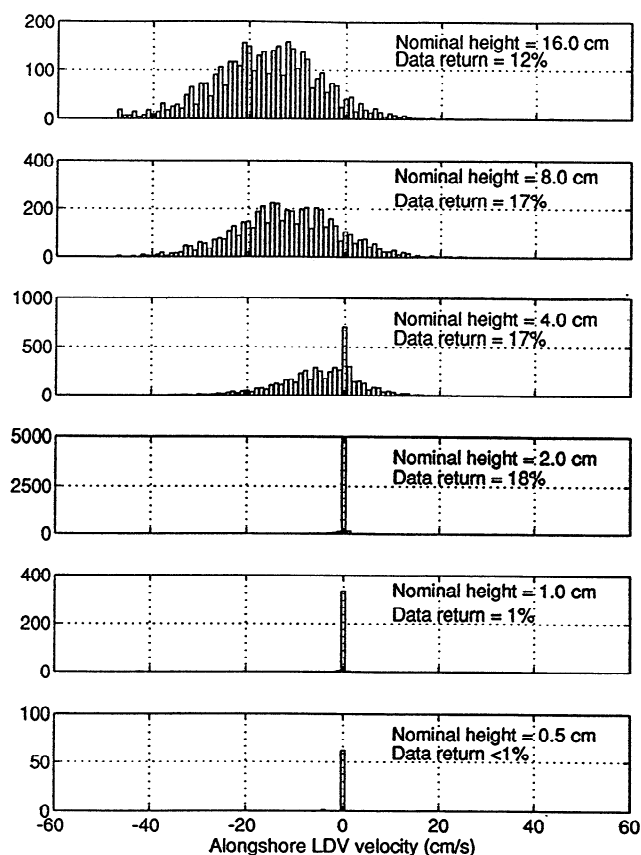 200
100
0
Nominal height = 16.0 cm
Data return = 12%
400
200
0
Nominal height = 8.0 cm
Data return = 17%
1000
500
0
Nominal height = 4.0 cm
Data return = 17%
5000
2500
0
Nominal height = 2.0 cm
Data return = 18%
400
200
0
Nominal height = 1.0 cm
Data return = 1%
100
50
0
Nominal height = 0.5 cm
Data return <1%
-60 -40 -20 0 20 40 60
Alongshore LDV velocity (cm/s)